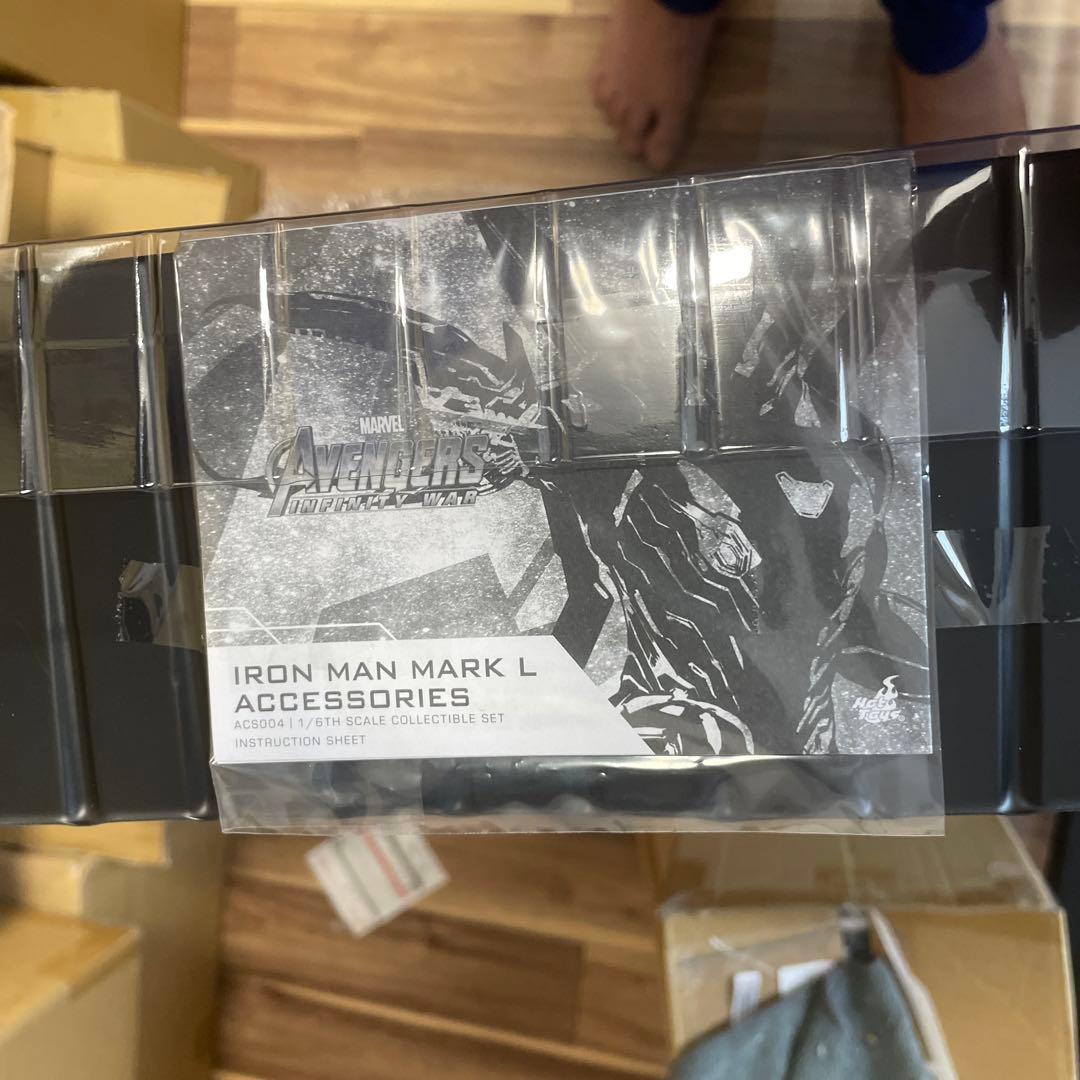 MARVEL
AVENGERS
INFINITY WAR
IRON MAN MARK L
ACCESSORIES
ACS004 | 1/6TH SCALE COLLECTIBLE SET
INSTRUCTION SHEET
HOT TOYS